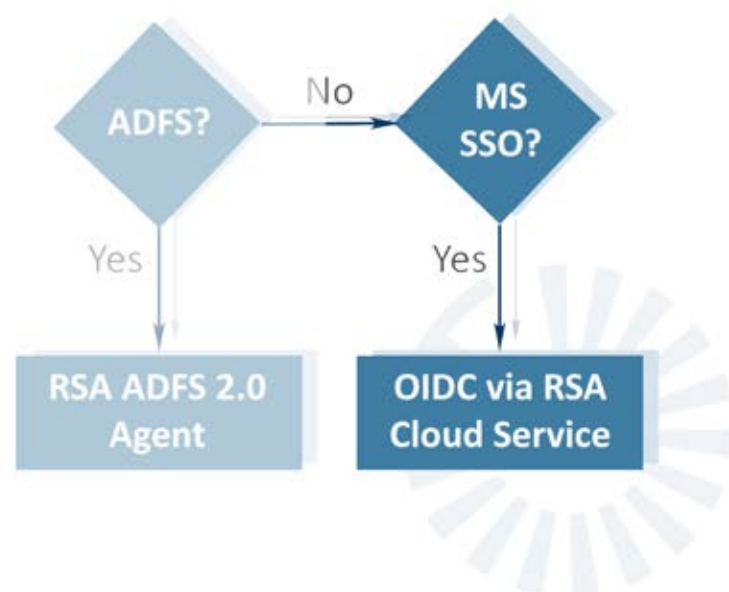 ADFS?
No
MS
SSO?
Yes
Yes
RSA ADFS 2.0
Agent
OIDC via RSA
Cloud Service